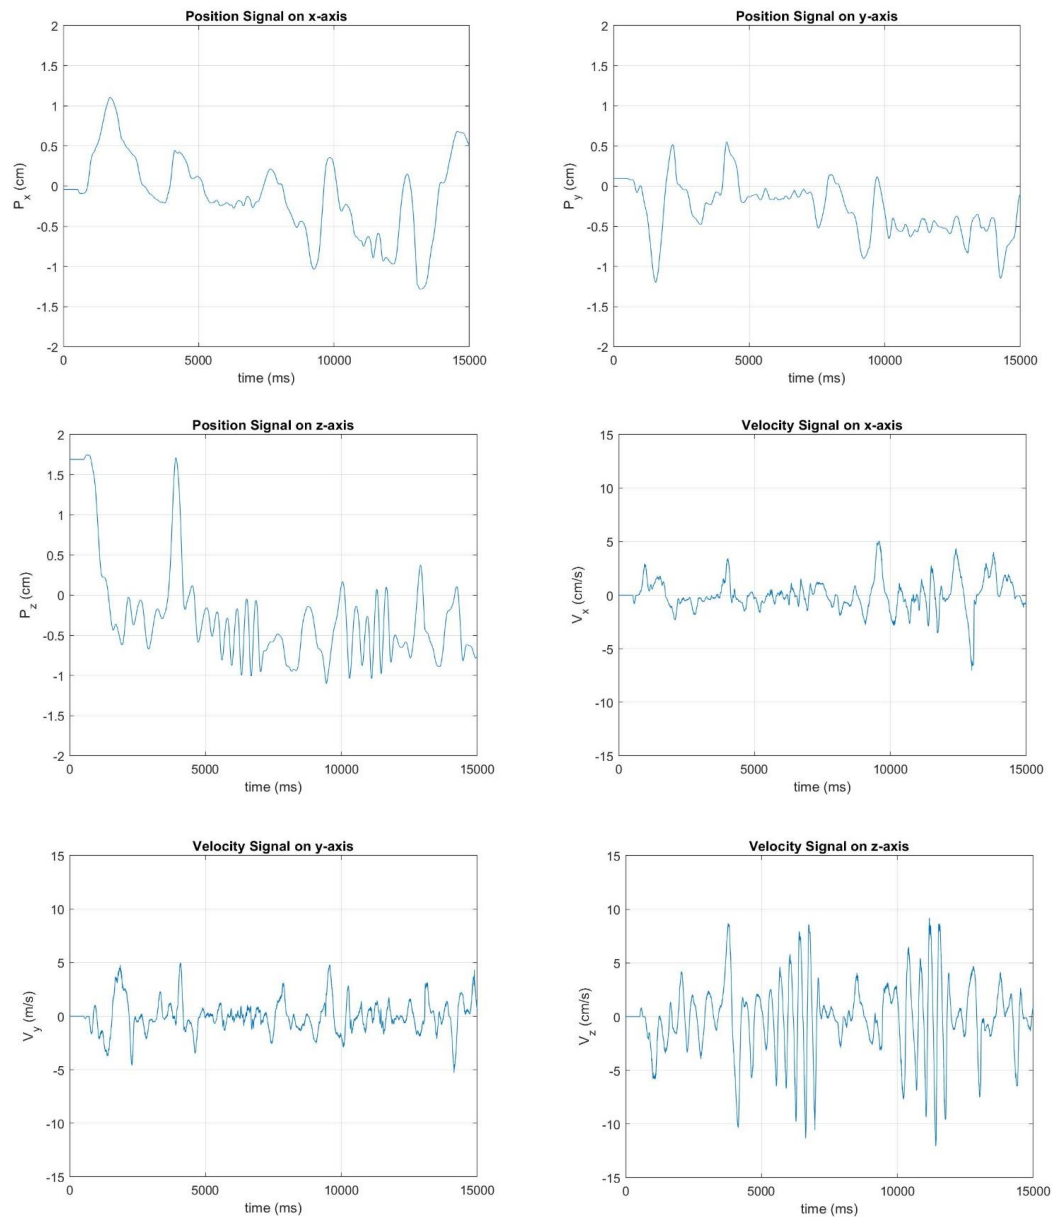 Position Signal on x-axis
2
1.5
1
0.5
0
-0.5
-1
-1.5
-2
P_x (cm)
0 5000 10000 15000
time (ms)
Position Signal on y-axis
2
1.5
1
0.5
0
-0.5
-1
-1.5
-2
P_y (cm)
0 5000 10000 15000
time (ms)
Position Signal on z-axis
2
1.5
1
0.5
0
-0.5
-1
-1.5
-2
P_z (cm)
0 5000 10000 15000
time (ms)
Velocity Signal on x-axis
15
10
5
0
-5
-10
-15
V_x (cm/s)
0 5000 10000 15000
time (ms)
Velocity Signal on y-axis
15
10
5
0
-5
-10
-15
V_y (m/s)
0 5000 10000 15000
time (ms)
Velocity Signal on z-axis
15
10
5
0
-5
-10
-15
V_z (cm/s)
0 5000 10000 15000
time (ms)